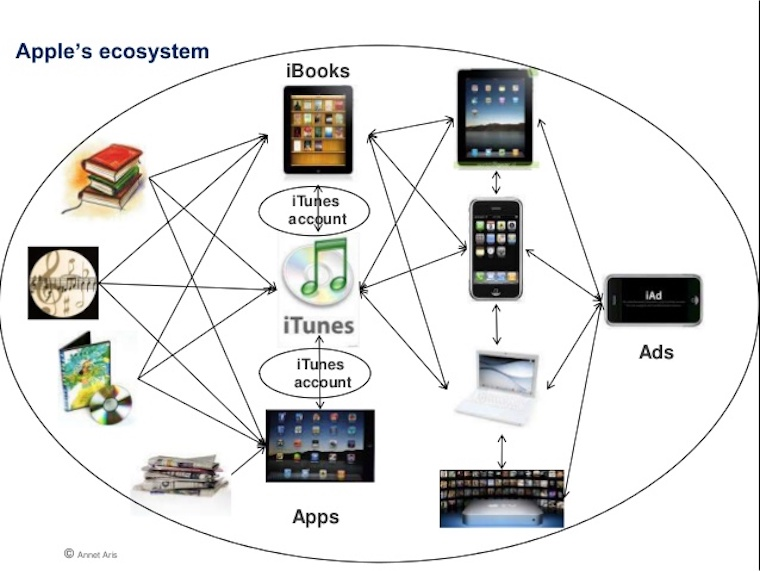 Apple's ecosystem
iBooks
iTunes
account
iTunes
iTunes
account
Apps
iAd
Ads
© Annet Aris